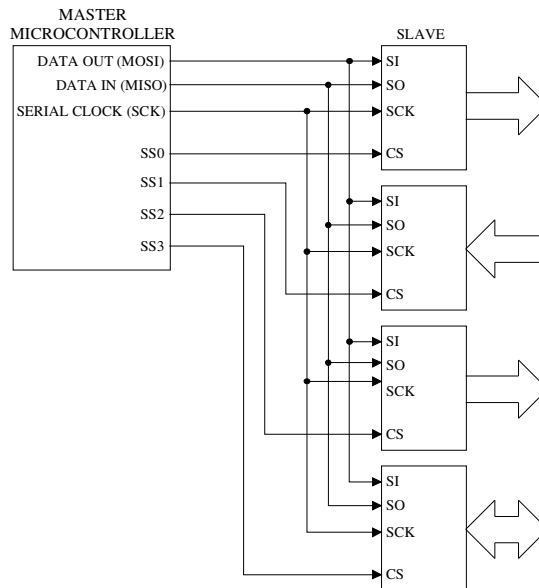 MASTER
MICROCONTROLLER
DATA OUT (MOSI)
DATA IN (MISO)
SERIAL CLOCK (SCK)
SS0
SS1
SS2
SS3
SLAVE
SI
SO
SCK
CS
SI
SO
SCK
CS
SI
SO
SCK
CS
SI
SO
SCK
CS